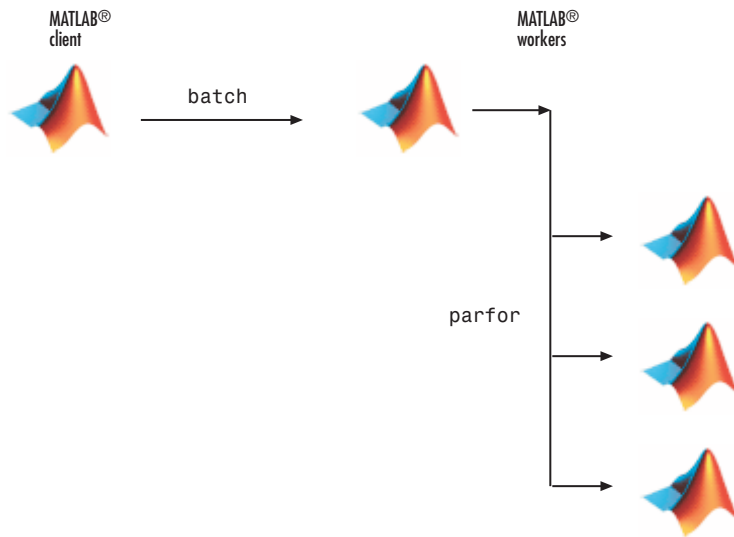 MATLAB®
client
MATLAB®
workers
batch
parfor